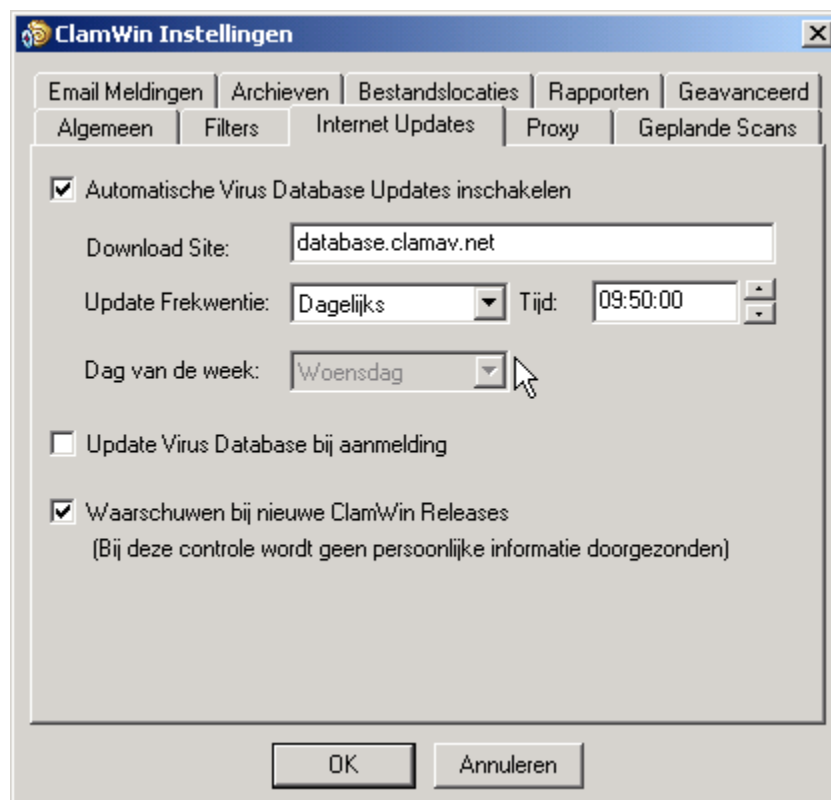 ClamWin Instellingen
Email Meldingen Archieven Bestandslocaties Rapporten Geavanceerd
Algemeen Filters Internet Updates Proxy Geplande Scans
Automatische Virus Database Updates inschakelen
Download Site: database.clamav.net
Update Frekwentie: Dagelijks Tijd: 09:50:00
Dag van de week: Woensdag
Update Virus Database bij aanmelding
Waarschuwen bij nieuwe ClamWin Releases
(Bij deze controle wordt geen persoonlijke informatie doorgezonden)
OK Annuleren